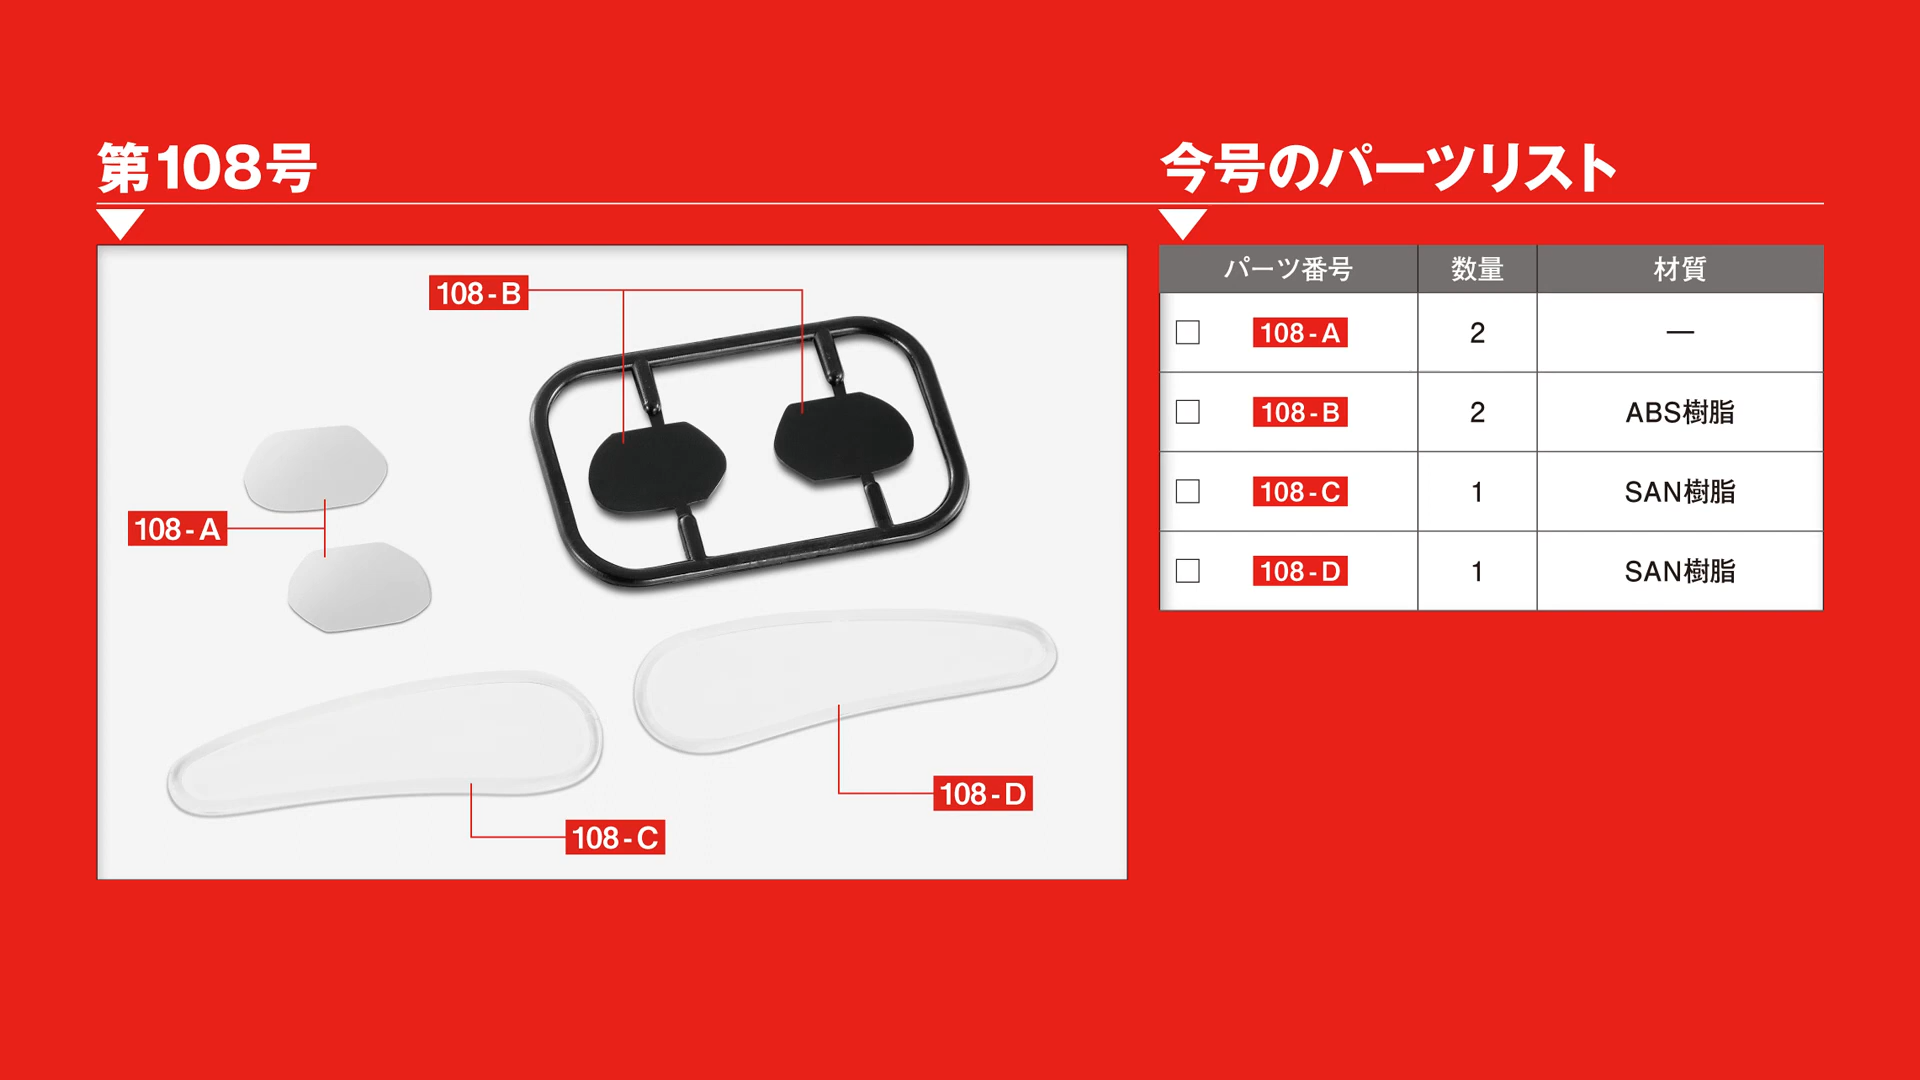 第108号
108-B
108-A
108-D
108-C
今号のパーツリスト
パーツ番号 数量 材質
108-A 2 —
108-B 2 ABS樹脂
108-C 1 SAN樹脂
108-D 1 SAN樹脂